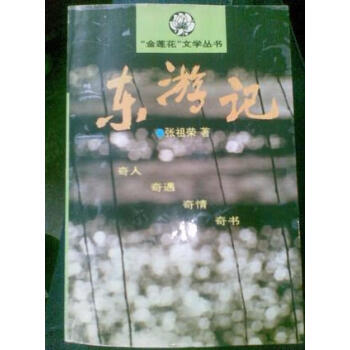 “金莲花”文学丛书
东游记
张祖荣 著
奇人
奇遇
奇情
奇书